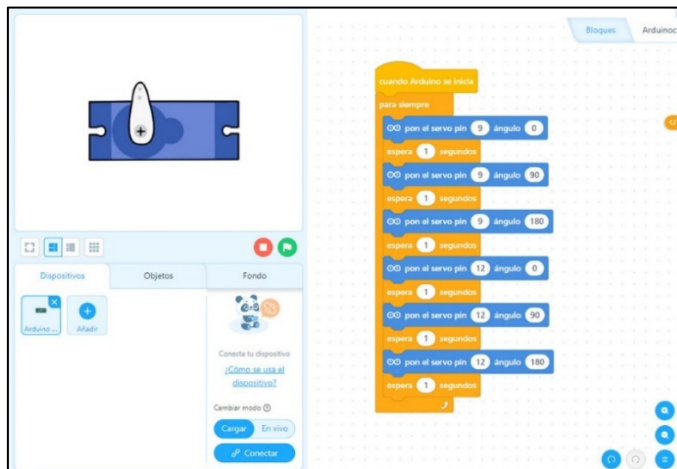 Bloques
Arduinoc
cuando Arduino se inicia
para siempre
pon el servo pin 9 ángulo 0
espera 1 segundos
pon el servo pin 9 ángulo 90
espera 1 segundos
pon el servo pin 9 ángulo 180
espera 1 segundos
pon el servo pin 12 ángulo 0
espera 1 segundos
pon el servo pin 12 ángulo 90
espera 1 segundos
pon el servo pin 12 ángulo 180
espera 1 segundos
Dispositivos
Objetos
Fondo
Arduino ...
Añadir
Conecta tu dispositivo
¿Cómo se usa el
dispositivo?
Cambiar modo
Cargar
En vivo
Conectar